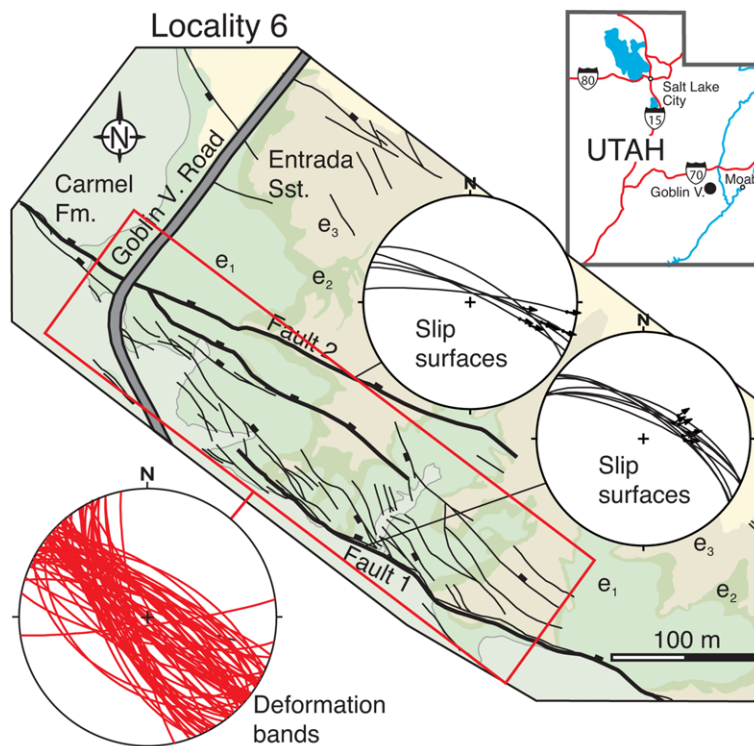 Locality 6
N
Carmel
Fm.
Goblin V. Road
Entrada
Sst.
e3
e1
e2
Fault 2
N
Slip
surfaces
N
Slip
surfaces
Fault 1
e3
e1
e2
100 m
N
Deformation
bands
80
Salt Lake
City
15
UTAH
70
Goblin V.
Moab